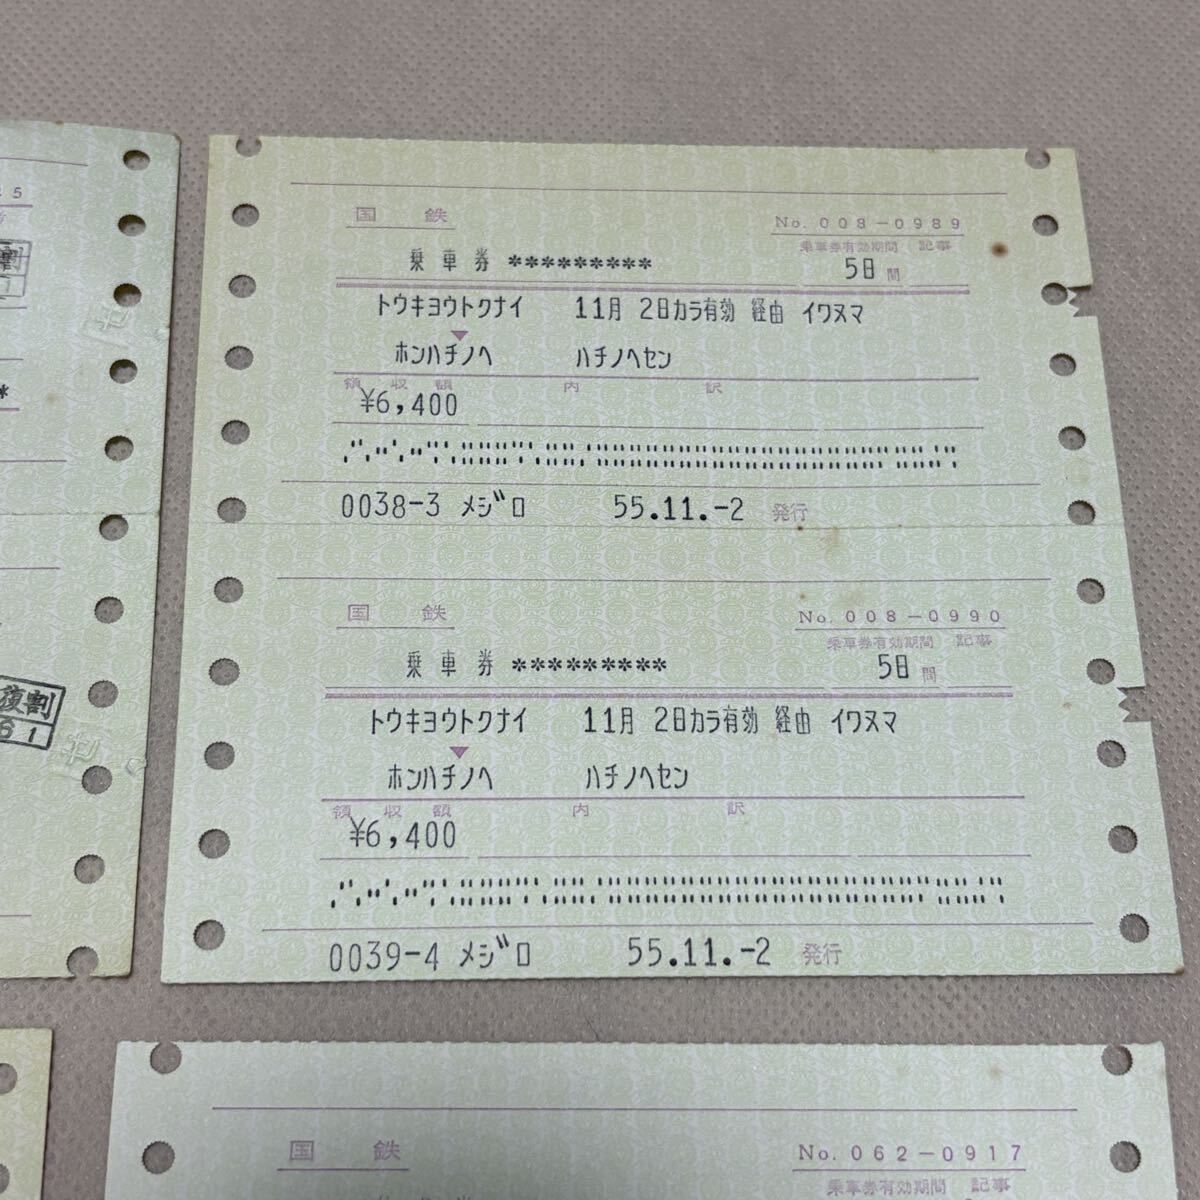 国鉄
No. 008-0989
乗車券有効期間 記事
乗車券 *********
5日間
トウキヨウトクナイ 11月 2日カラ有効 経由 イワヌマ
ホンハチノヘ ハチノヘセン
領収額 内訳
¥6,400
0038-3 メジロ 55.11.-2 発行
国鉄
No. 008-0990
乗車券有効期間 記事
乗車券 *********
5日間
トウキヨウトクナイ 11月 2日カラ有効 経由 イワヌマ
ホンハチノヘ ハチノヘセン
領収額 内訳
¥6,400
0039-4 メジロ 55.11.-2 発行
復割
国鉄
No. 062-0917
乗車券有効期間 記事